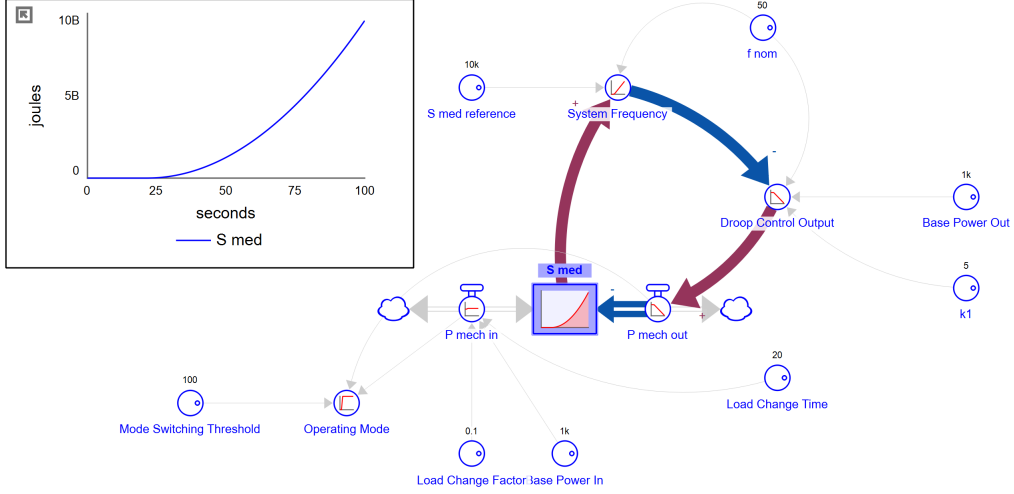 10B
5B
0
joules
0
25
50
75
100
seconds
S med
50
f nom
10k
S med reference
+
System Frequency
-
Droop Control Output
1k
Base Power Out
5
k1
S med
-
+
P mech in
P mech out
20
Load Change Time
100
Mode Switching Threshold
Operating Mode
0.1
Load Change Factor
1k
Base Power In